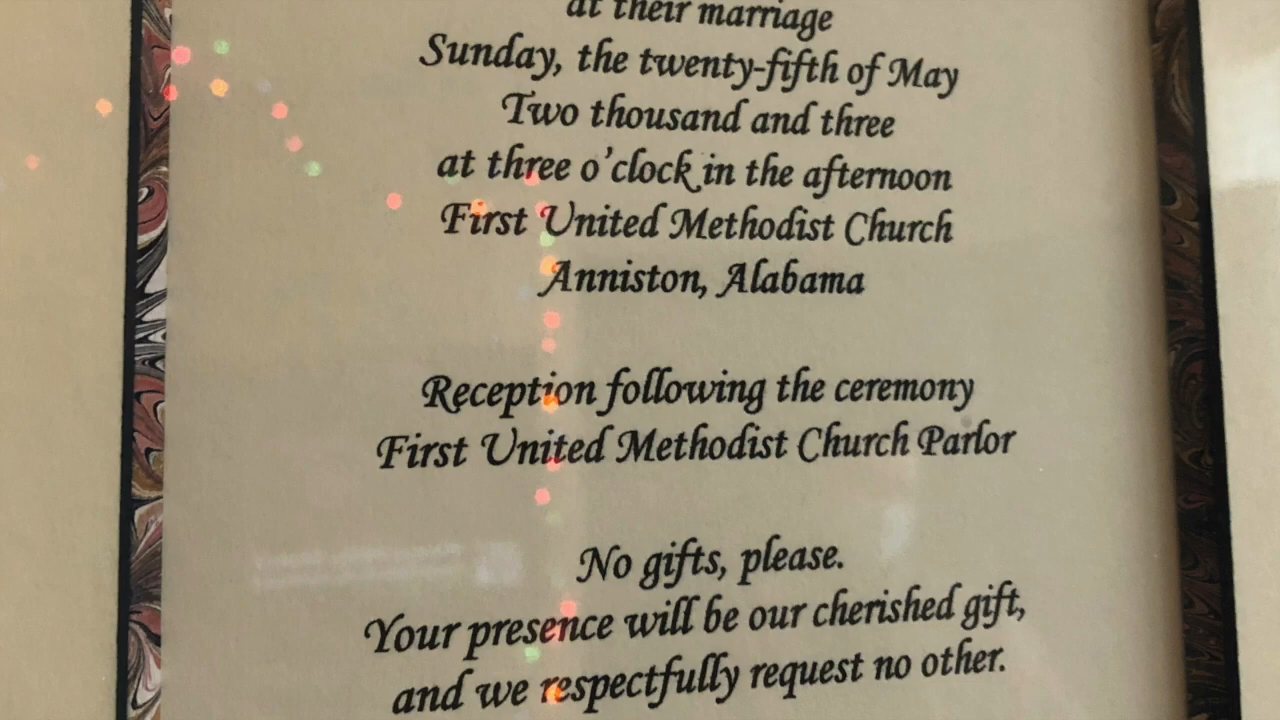 at their marriage
Sunday, the twenty-fifth of May
Two thousand and three
at three o'clock in the afternoon
First United Methodist Church
Anniston, Alabama
Reception following the ceremony
First United Methodist Church Parlor
No gifts, please.
Your presence will be our cherished gift,
and we respectfully request no other.